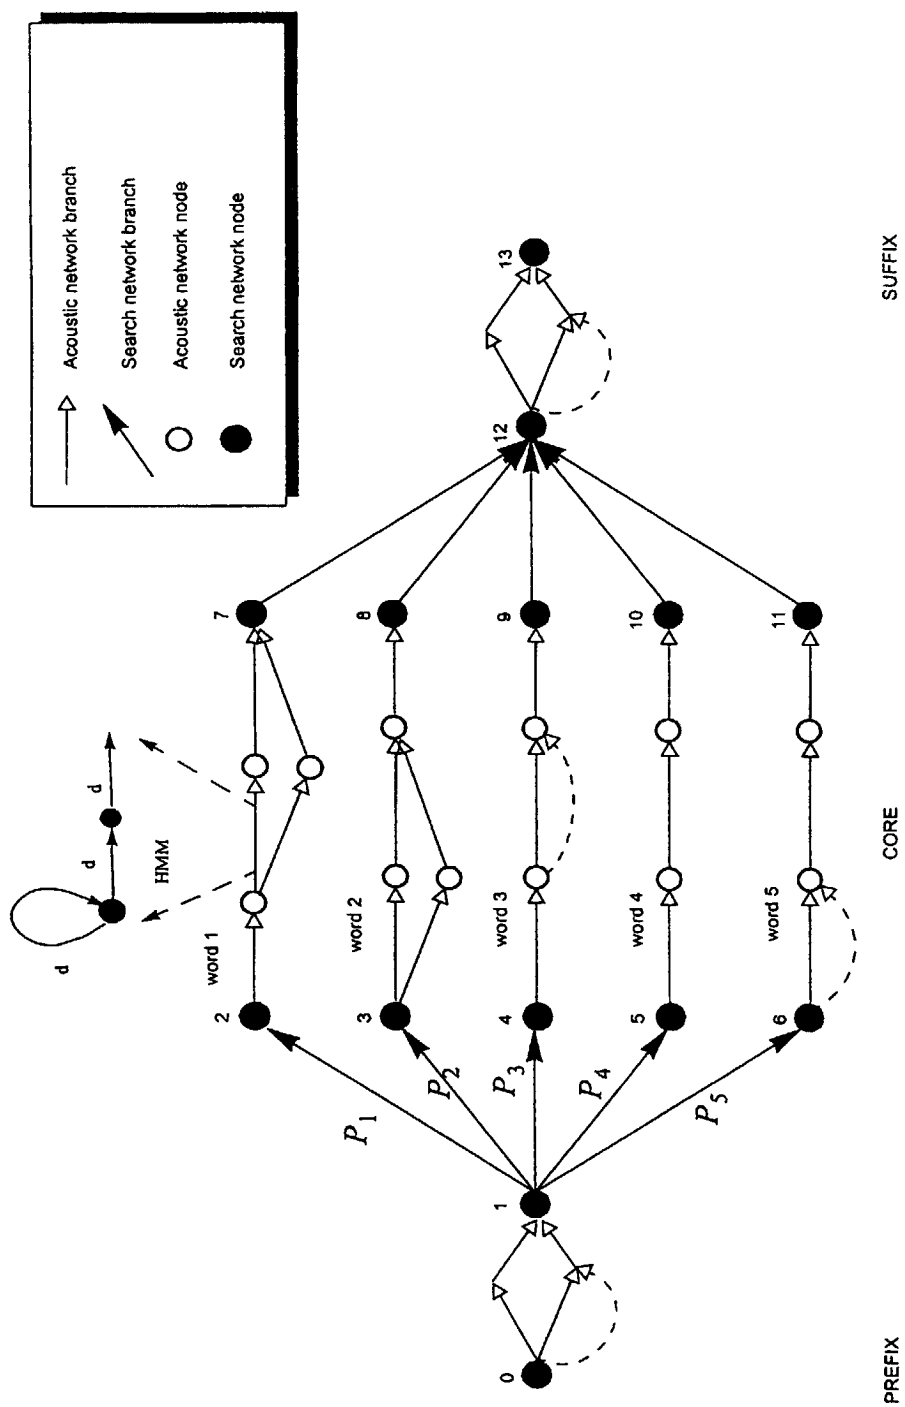 Acoustic network branch
Search network branch
Acoustic network node
Search network node
d
d
d
HMM
word 1
word 2
word 3
word 4
word 5
0
1
2
3
4
5
6
7
8
9
10
11
12
13
P1
P2
P3
P4
P5
PREFIX
CORE
SUFFIX